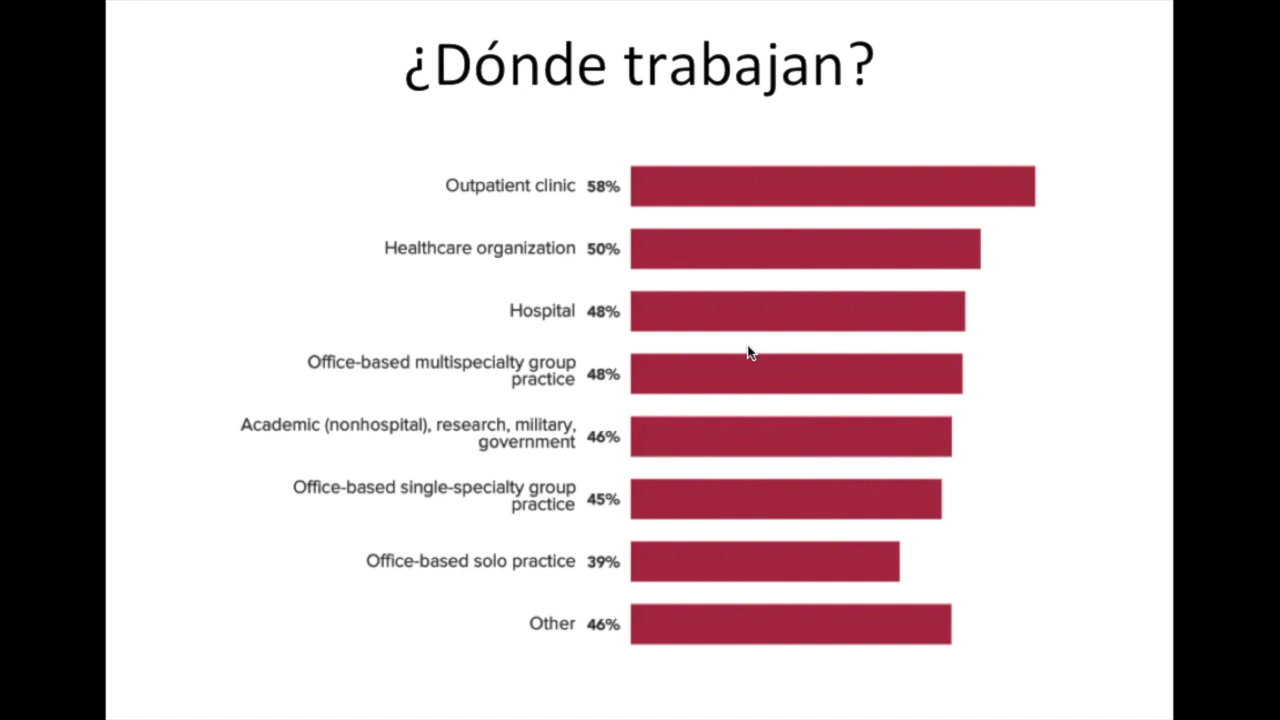 ¿Dónde trabajan?
Outpatient clinic 58%
Healthcare organization 50%
Hospital 48%
Office-based multispecialty group
practice 48%
Academic (nonhospital), research, military,
government 46%
Office-based single-specialty group
practice 45%
Office-based solo practice 39%
Other 46%